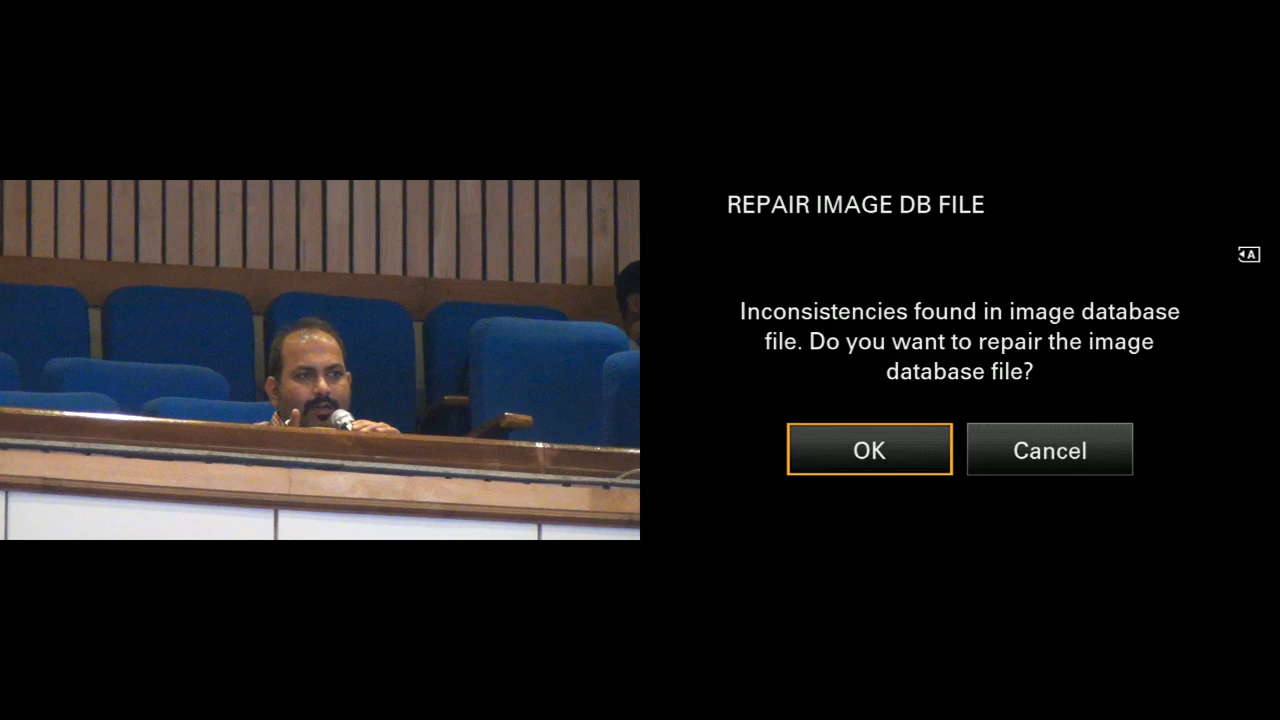 REPAIR IMAGE DB FILE
A
Inconsistencies found in image database
file. Do you want to repair the image
database file?
OK
Cancel